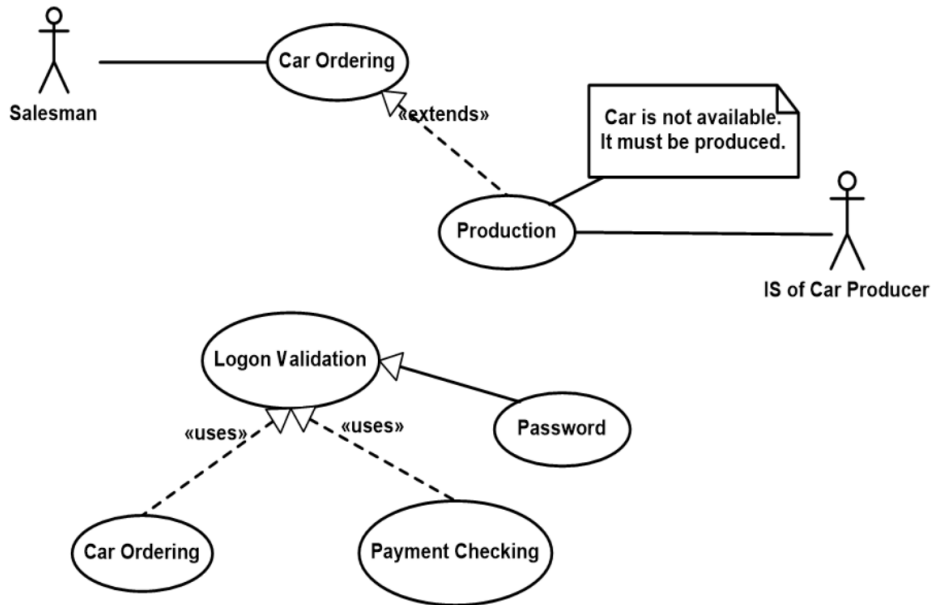 Car Ordering
Salesman
«extends»
Car is not available.
It must be produced.
Production
IS of Car Producer
Logon Validation
Password
«uses»
«uses»
Car Ordering
Payment Checking